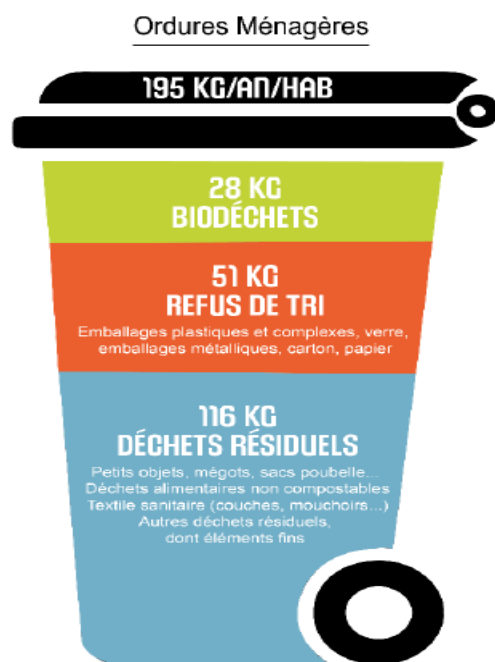 Ordures Ménagères
195 KG/AN/HAB
28 KG
BIODÉCHETS
51 KG
REFUS DE TRI
Emballages plastiques et complexes, verre,
emballages métalliques, carton, papier
116 KG
DÉCHETS RÉSIDUELS
Petits objets, mégots, sacs poubelle...
Déchets alimentaires non compostables
Textile sanitaire (couches, mouchoirs...)
Autres déchets résiduels,
dont éléments fins